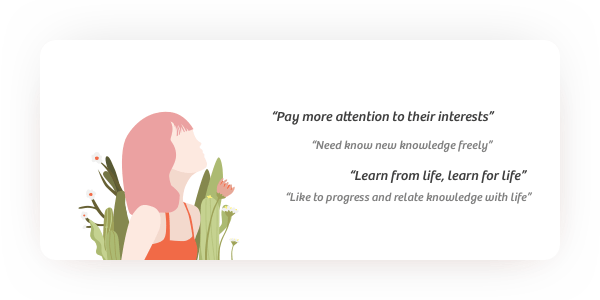 “Pay more attention to their interests”
“Need know new knowledge freely”
“Learn from life, learn for life”
“Like to progress and relate knowledge with life”